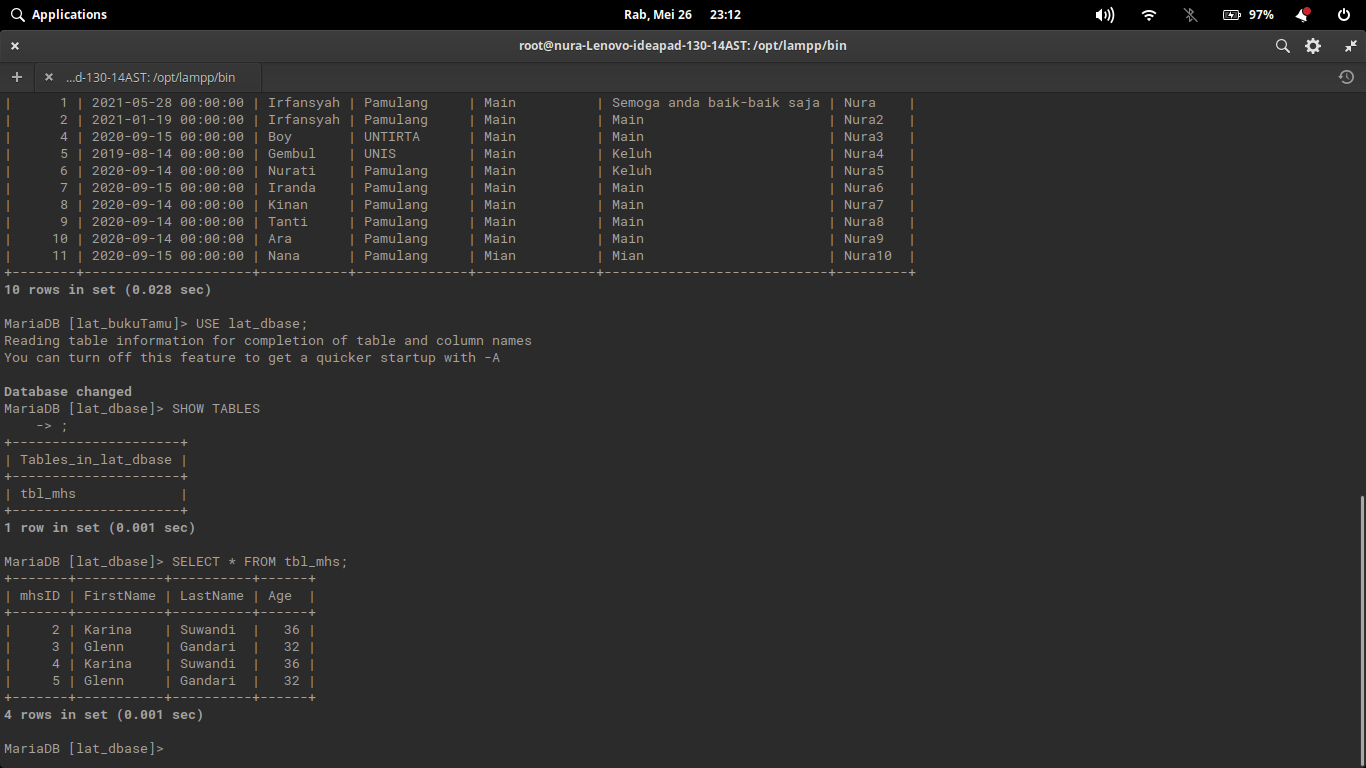 Applications
Rab, Mei 26 23:12
97%
root@nura-Lenovo-ideapad-130-14AST: /opt/lampp/bin
...d-130-14AST: /opt/lampp/bin
|      1 | 2021-05-28 00:00:00 | Irfansyah | Pamulang     | Main          | Semoga anda baik-baik saja | Nura    |
|      2 | 2021-01-19 00:00:00 | Irfansyah | Pamulang     | Main          | Main                       | Nura2   |
|      4 | 2020-09-15 00:00:00 | Boy       | UNTIRTA      | Main          | Main                       | Nura3   |
|      5 | 2019-08-14 00:00:00 | Gembul    | UNIS         | Main          | Keluh                      | Nura4   |
|      6 | 2020-09-14 00:00:00 | Nurati    | Pamulang     | Main          | Keluh                      | Nura5   |
|      7 | 2020-09-15 00:00:00 | Iranda    | Pamulang     | Main          | Main                       | Nura6   |
|      8 | 2020-09-14 00:00:00 | Kinan     | Pamulang     | Main          | Main                       | Nura7   |
|      9 | 2020-09-14 00:00:00 | Tanti     | Pamulang     | Main          | Main                       | Nura8   |
|     10 | 2020-09-14 00:00:00 | Ara       | Pamulang     | Main          | Main                       | Nura9   |
|     11 | 2020-09-15 00:00:00 | Nana      | Pamulang     | Mian          | Mian                       | Nura10  |
+--------+---------------------+-----------+--------------+---------------+----------------------------+---------+
10 rows in set (0.028 sec)
MariaDB [lat_bukuTamu]> USE lat_dbase;
Reading table information for completion of table and column names
You can turn off this feature to get a quicker startup with -A
Database changed
MariaDB [lat_dbase]> SHOW TABLES
    -> ;
+---------------------+
| Tables_in_lat_dbase |
+---------------------+
| tbl_mhs             |
+---------------------+
1 row in set (0.001 sec)
MariaDB [lat_dbase]> SELECT * FROM tbl_mhs;
+-------+-----------+----------+------+
| mhsID | FirstName | LastName | Age  |
+-------+-----------+----------+------+
|     2 | Karina    | Suwandi  |   36 |
|     3 | Glenn     | Gandari  |   32 |
|     4 | Karina    | Suwandi  |   36 |
|     5 | Glenn     | Gandari  |   32 |
+-------+-----------+----------+------+
4 rows in set (0.001 sec)
MariaDB [lat_dbase]>